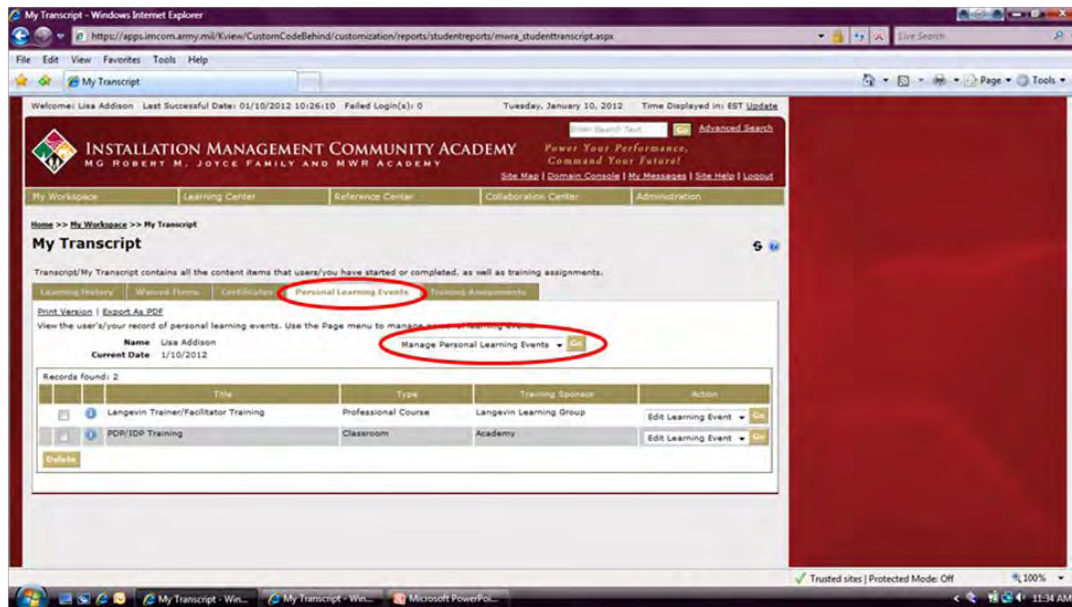 My Transcript - Windows Internet Explorer
https://apps.imcom.army.mil/Kview/CustomCodeBehind/customization/reports/studentreports/mwra_studenttranscript.aspx
Live Search
File Edit View Favorites Tools Help
My Transcript
Page Tools
Welcome: Lisa Addison Last Successful Date: 01/10/2012 10:26:10 Failed Login(s): 0 Tuesday, January 10, 2012 Time Displayed in: EST Update
Enter Search Text Go Advanced Search
INSTALLATION MANAGEMENT COMMUNITY ACADEMY
MG ROBERT M. JOYCE FAMILY AND MWR ACADEMY
Power Your Performance,
Command Your Future!
Site Map | Domain Console | My Messages | Site Help | Logout
My Workspace Learning Center Reference Center Collaboration Center Administration
Home >> My Workspace >> My Transcript
My Transcript
Transcript/My Transcript contains all the content items that users/you have started or completed, as well as training assignments.
Learning History Waived Items Certificates Personal Learning Events Training Assignments
Print Version | Export As PDF
View the user's/your record of personal learning events. Use the Page menu to manage personal learning events.
Name Lisa Addison
Manage Personal Learning Events Go
Current Date 1/10/2012
Records found: 2
Title Type Training Sponsor Action
Langevin Trainer/Facilitator Training Professional Course Langevin Learning Group Edit Learning Event Go
PDP/IDP Training Classroom Academy Edit Learning Event Go
Delete
Trusted sites | Protected Mode: Off 100%
My Transcript - Win... My Transcript - Win... Microsoft PowerPoi... 11:34 AM